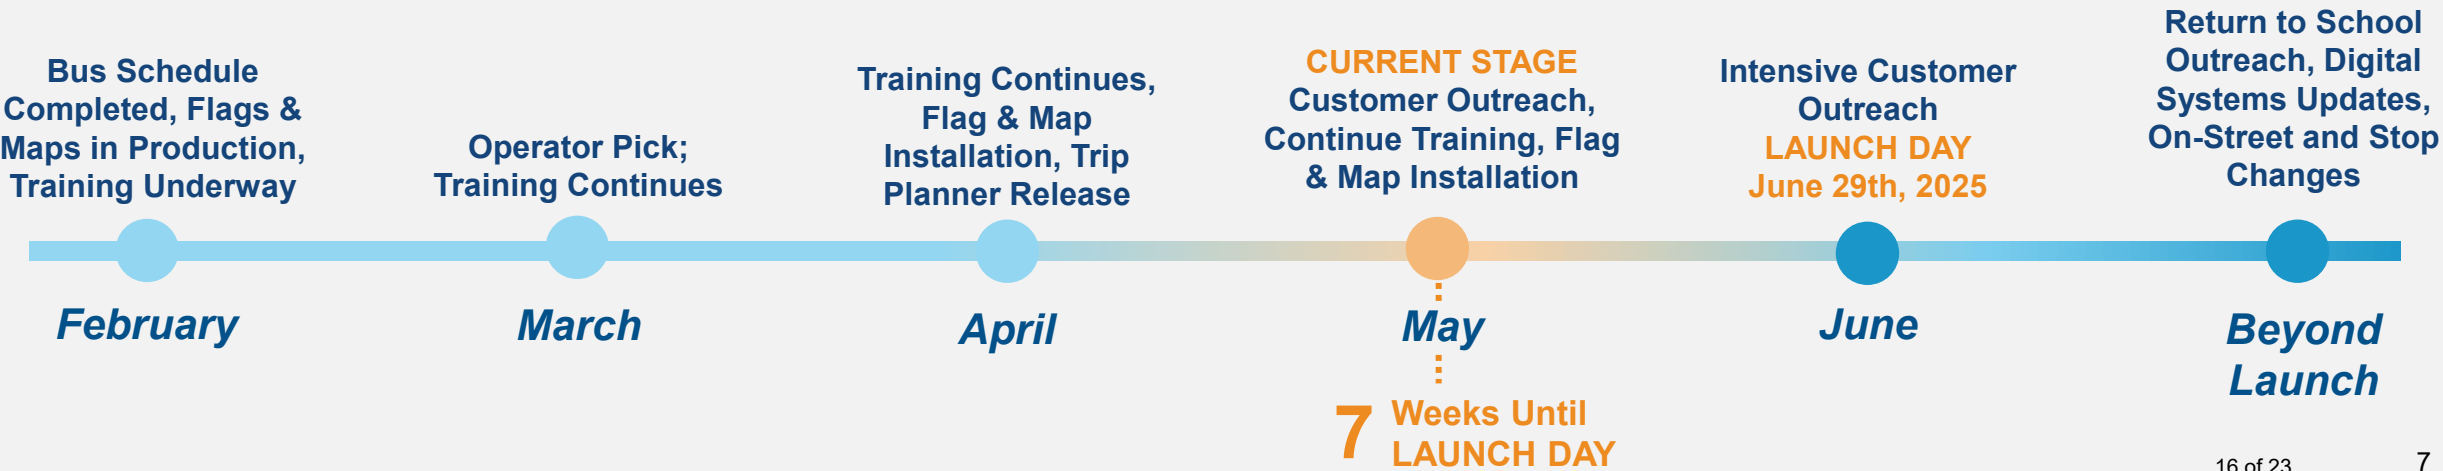 Bus Schedule
Completed, Flags &
Maps in Production,
Training Underway
February
Operator Pick;
Training Continues
March
Training Continues,
Flag & Map
Installation, Trip
Planner Release
April
CURRENT STAGE
Customer Outreach,
Continue Training, Flag
& Map Installation
May
7 Weeks Until
LAUNCH DAY
Intensive Customer
Outreach
LAUNCH DAY
June 29th, 2025
June
Return to School
Outreach, Digital
Systems Updates,
On-Street and Stop
Changes
Beyond
Launch
16 of 23
7